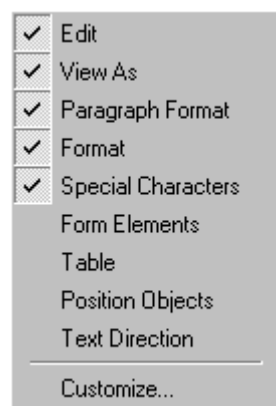 Edit
View As
Paragraph Format
Format
Special Characters
Form Elements
Table
Position Objects
Text Direction
Customize...